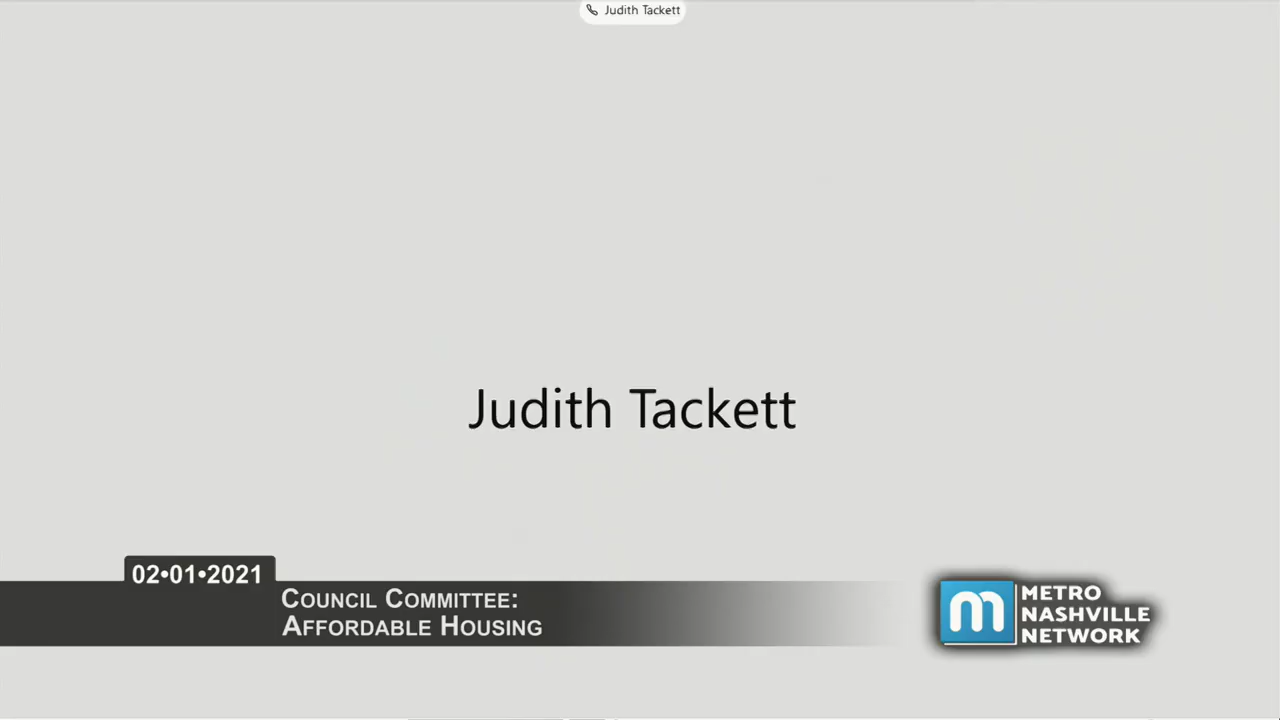 Judith Tackett
Judith Tackett
02•01•2021
Council Committee:
Affordable Housing
m
METRO
NASHVILLE
NETWORK